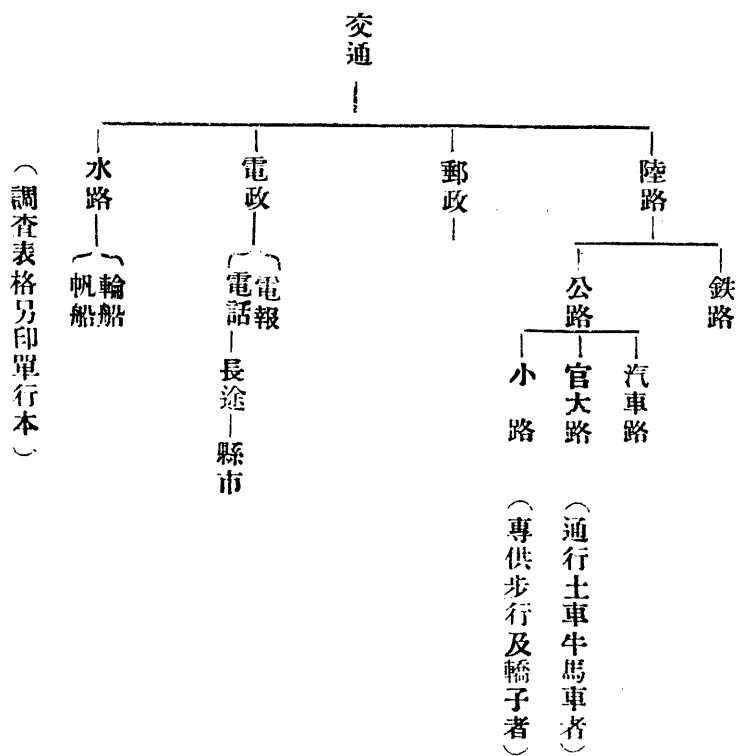 交通
陸路
鉄路
公路
汽車路
官大路
（通行土車牛馬車者）
小路
（專供步行及轎子者）
郵政
電政
電報
電話
長途
縣市
水路
輪船
帆船
（調查表格另印單行本）